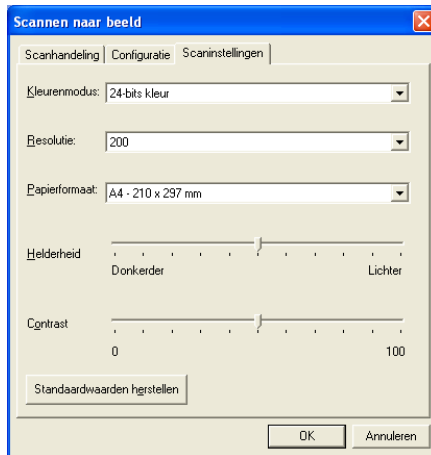 Scannen naar beeld
Scanhandeling Configuratie Scaninstellingen
Kleurenmodus: 24-bits kleur
Resolutie: 200
Papierformaat: A4 - 210 x 297 mm
Helderheid
Donkerder Lichter
Contrast
0 100
Standaardwaarden herstellen
OK Annuleren